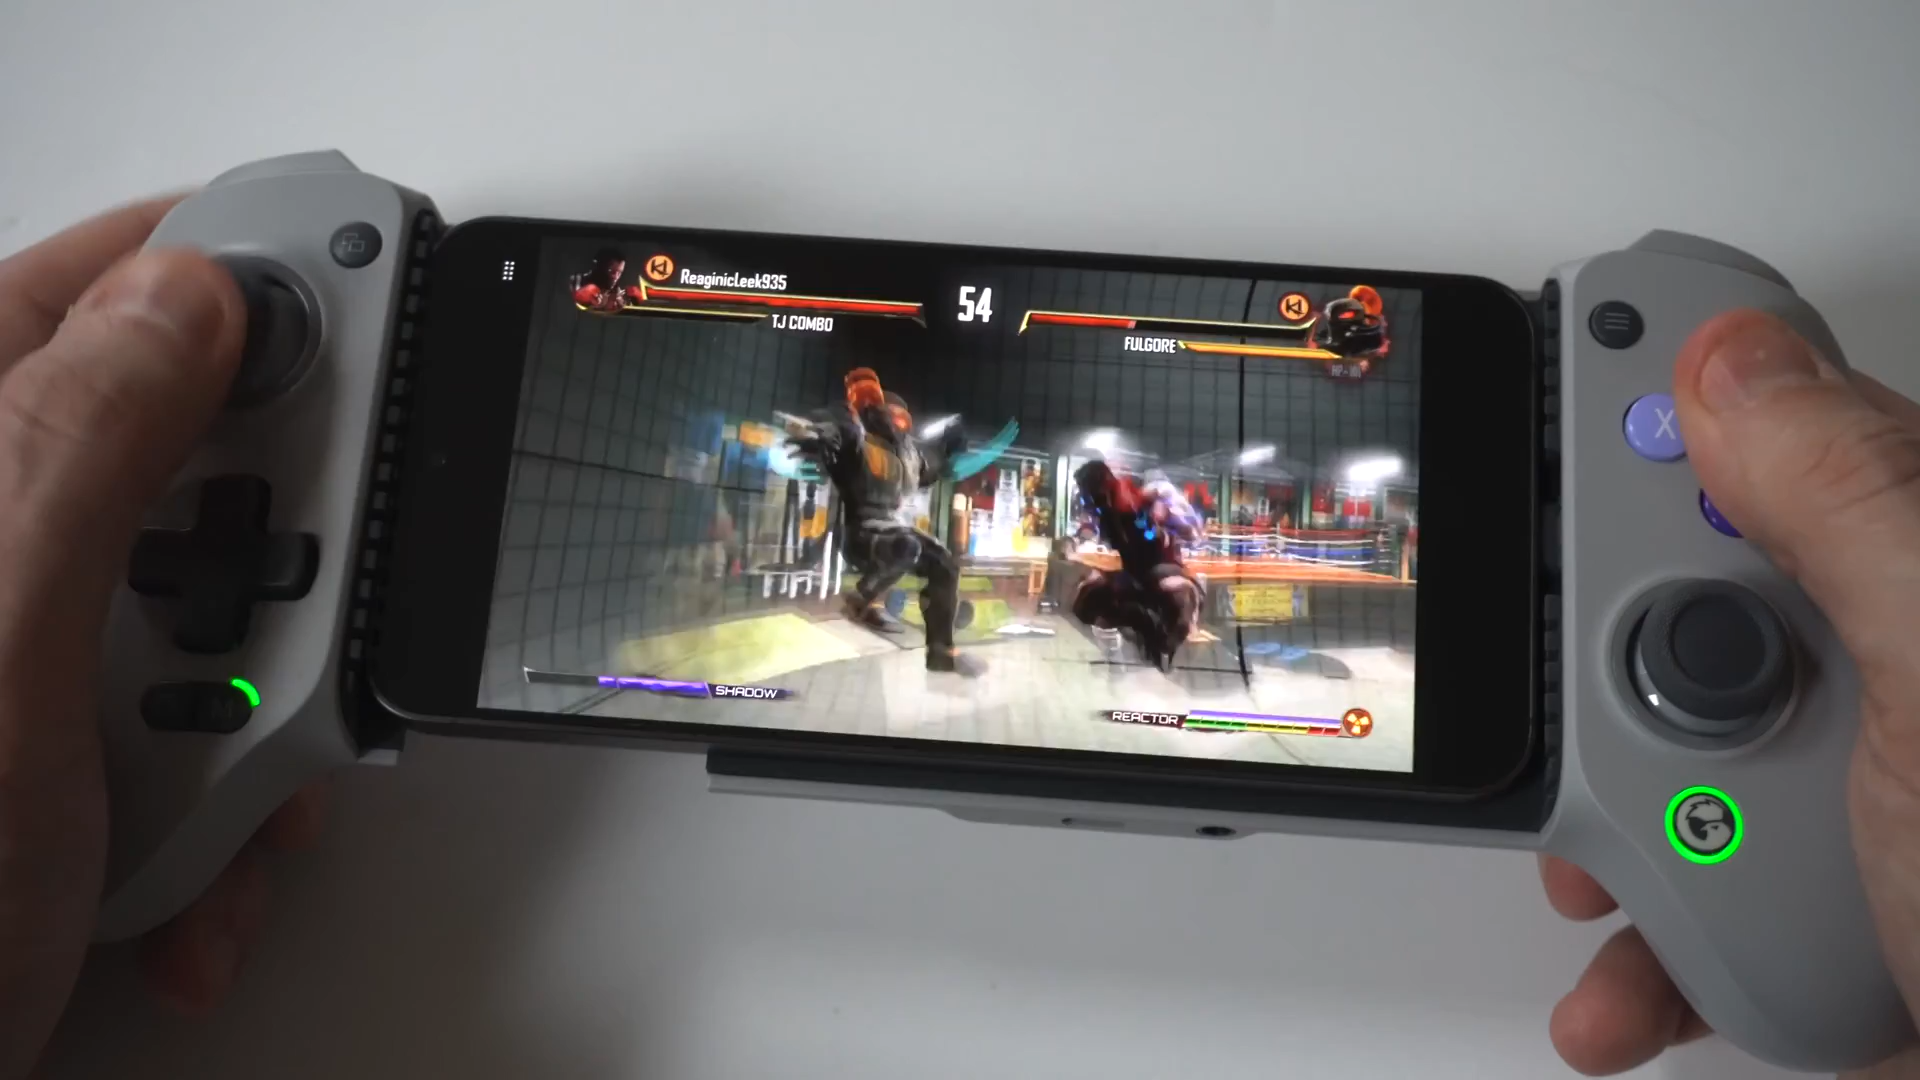 ReaginicLeek935
54
TJ COMBO
FULGORE
X
SHADOW
REACTOR
M